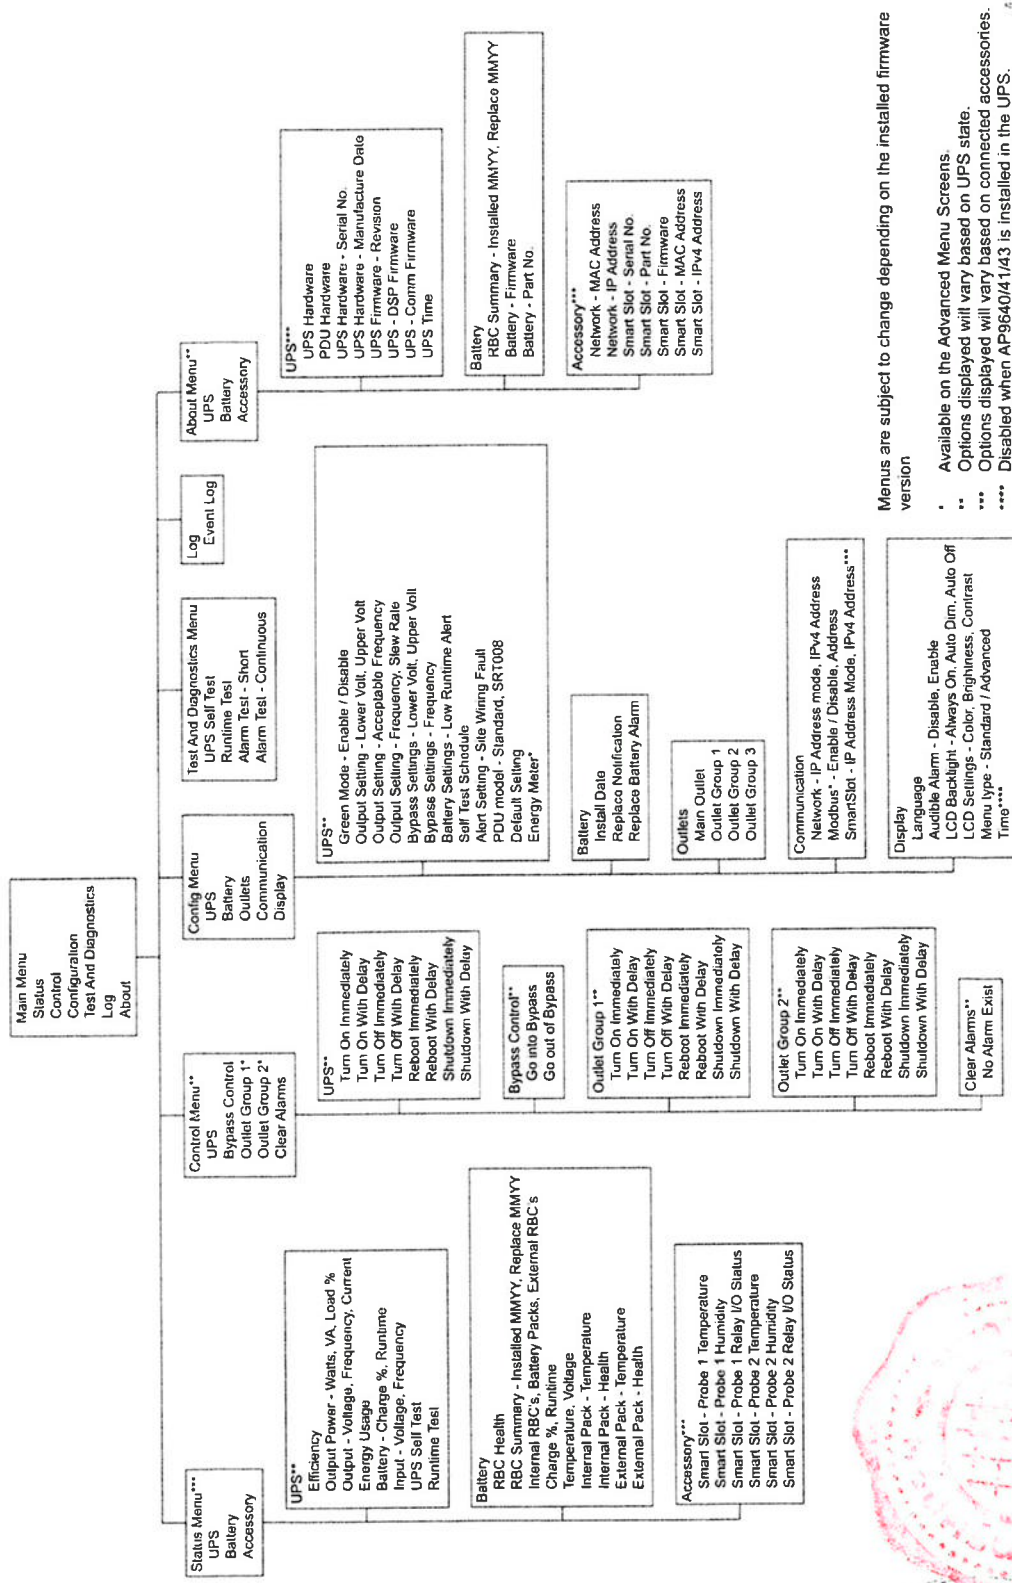 Main Menu
Status
Control
Configuration
Test And Diagnostics
Log
About
Status Menu***
UPS
Battery
Accessory
UPS**
Efficiency
Output Power - Watts, VA, Load %
Output - Voltage, Frequency, Current
Energy Usage
Battery - Charge %, Runtime
Input - Voltage, Frequency
UPS Self Test
Runtime Test
Battery
RBC Health
RBC Summary - Installed MMYY, Replace MMYY
Internal RBC's, Battery Packs, External RBC's
Charge %, Runtime
Temperature, Voltage
Internal Pack - Temperature
Internal Pack - Health
External Pack - Temperature
External Pack - Health
Accessory***
Smart Slot - Probe 1 Temperature
Smart Slot - Probe 1 Humidity
Smart Slot - Probe 1 Relay I/O Status
Smart Slot - Probe 2 Temperature
Smart Slot - Probe 2 Humidity
Smart Slot - Probe 2 Relay I/O Status
Control Menu**
UPS
Bypass Control
Outlet Group 1*
Outlet Group 2*
Clear Alarms
UPS**
Turn On Immediately
Turn On With Delay
Turn Off Immediately
Turn Off With Delay
Reboot Immediately
Reboot With Delay
Shutdown Immediately
Shutdown With Delay
Bypass Control**
Go into Bypass
Go out of Bypass
Outlet Group 1**
Turn On Immediately
Turn On With Delay
Turn Off Immediately
Turn Off With Delay
Reboot Immediately
Reboot With Delay
Shutdown Immediately
Shutdown With Delay
Outlet Group 2**
Turn On Immediately
Turn On With Delay
Turn Off Immediately
Turn Off With Delay
Reboot Immediately
Reboot With Delay
Shutdown Immediately
Shutdown With Delay
Clear Alarms**
No Alarm Exist
Config Menu
UPS
Battery
Outlets
Communication
Display
UPS**
Green Mode - Enable / Disable
Output Setting - Lower Volt, Upper Volt
Output Setting - Acceptable Frequency
Output Setting - Frequency, Slew Rate
Bypass Settings - Lower Volt, Upper Volt
Bypass Settings - Frequency
Battery Settings - Low Runtime Alert
Self Test Schedule
Alert Setting - Site Wiring Fault
PDU model - Standard, SRT008
Default Setting
Energy Meter*
Battery
Install Date
Replace Notification
Replace Battery Alarm
Outlets
Main Outlet
Outlet Group 1
Outlet Group 2
Outlet Group 3
Communication
Network - IP Address mode, IPv4 Address
Modbus* - Enable / Disable, Address
SmartSlot - IP Address Mode, IPv4 Address***
Display
Language
Audible Alarm - Disable, Enable
LCD Backlight - Always On, Auto Dim, Auto Off
LCD Settings - Color, Brightness, Contrast
Menu type - Standard / Advanced
Time****
Test And Diagnostics Menu
UPS Self Test
Runtime Test
Alarm Test - Short
Alarm Test - Continuous
Log
Event Log
About Menu**
UPS
Battery
Accessory
UPS***
UPS Hardware
PDU Hardware
UPS Hardware - Serial No.
UPS Hardware - Manufacture Date
UPS Firmware - Revision
UPS - DSP Firmware
UPS - Comm Firmware
UPS Time
Battery
RBC Summary - Installed MMYY, Replace MMYY
Battery - Firmware
Battery - Part No.
Accessory***
Network - MAC Address
Network - IP Address
Smart Slot - Serial No.
Smart Slot - Part No.
Smart Slot - Firmware
Smart Slot - MAC Address
Smart Slot - IPv4 Address
Menus are subject to change depending on the installed firmware
version
* Available on the Advanced Menu Screens.
** Options displayed will vary based on UPS state.
*** Options displayed will vary based on connected accessories.
**** Disabled when AP9640/41/43 is installed in the UPS.